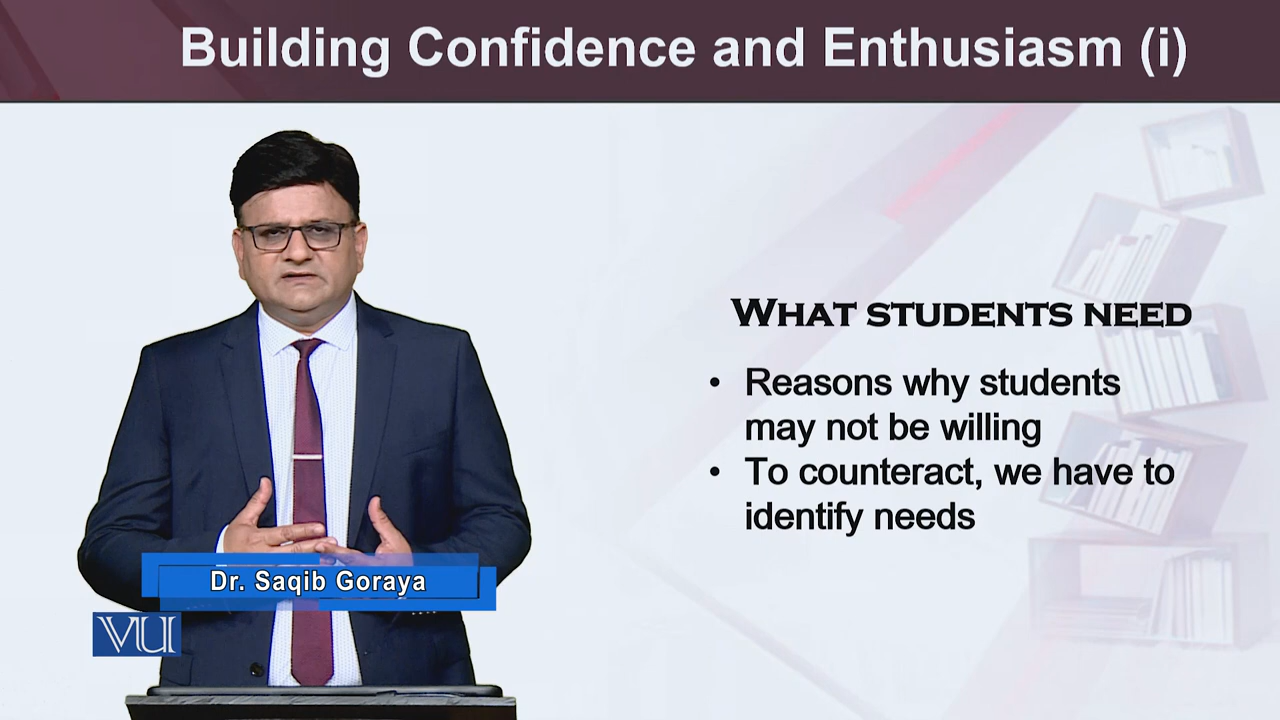 Building Confidence and Enthusiasm (i)
WHAT STUDENTS NEED
• Reasons why students
may not be willing
• To counteract, we have to
identify needs
Dr. Saqib Goraya
VU